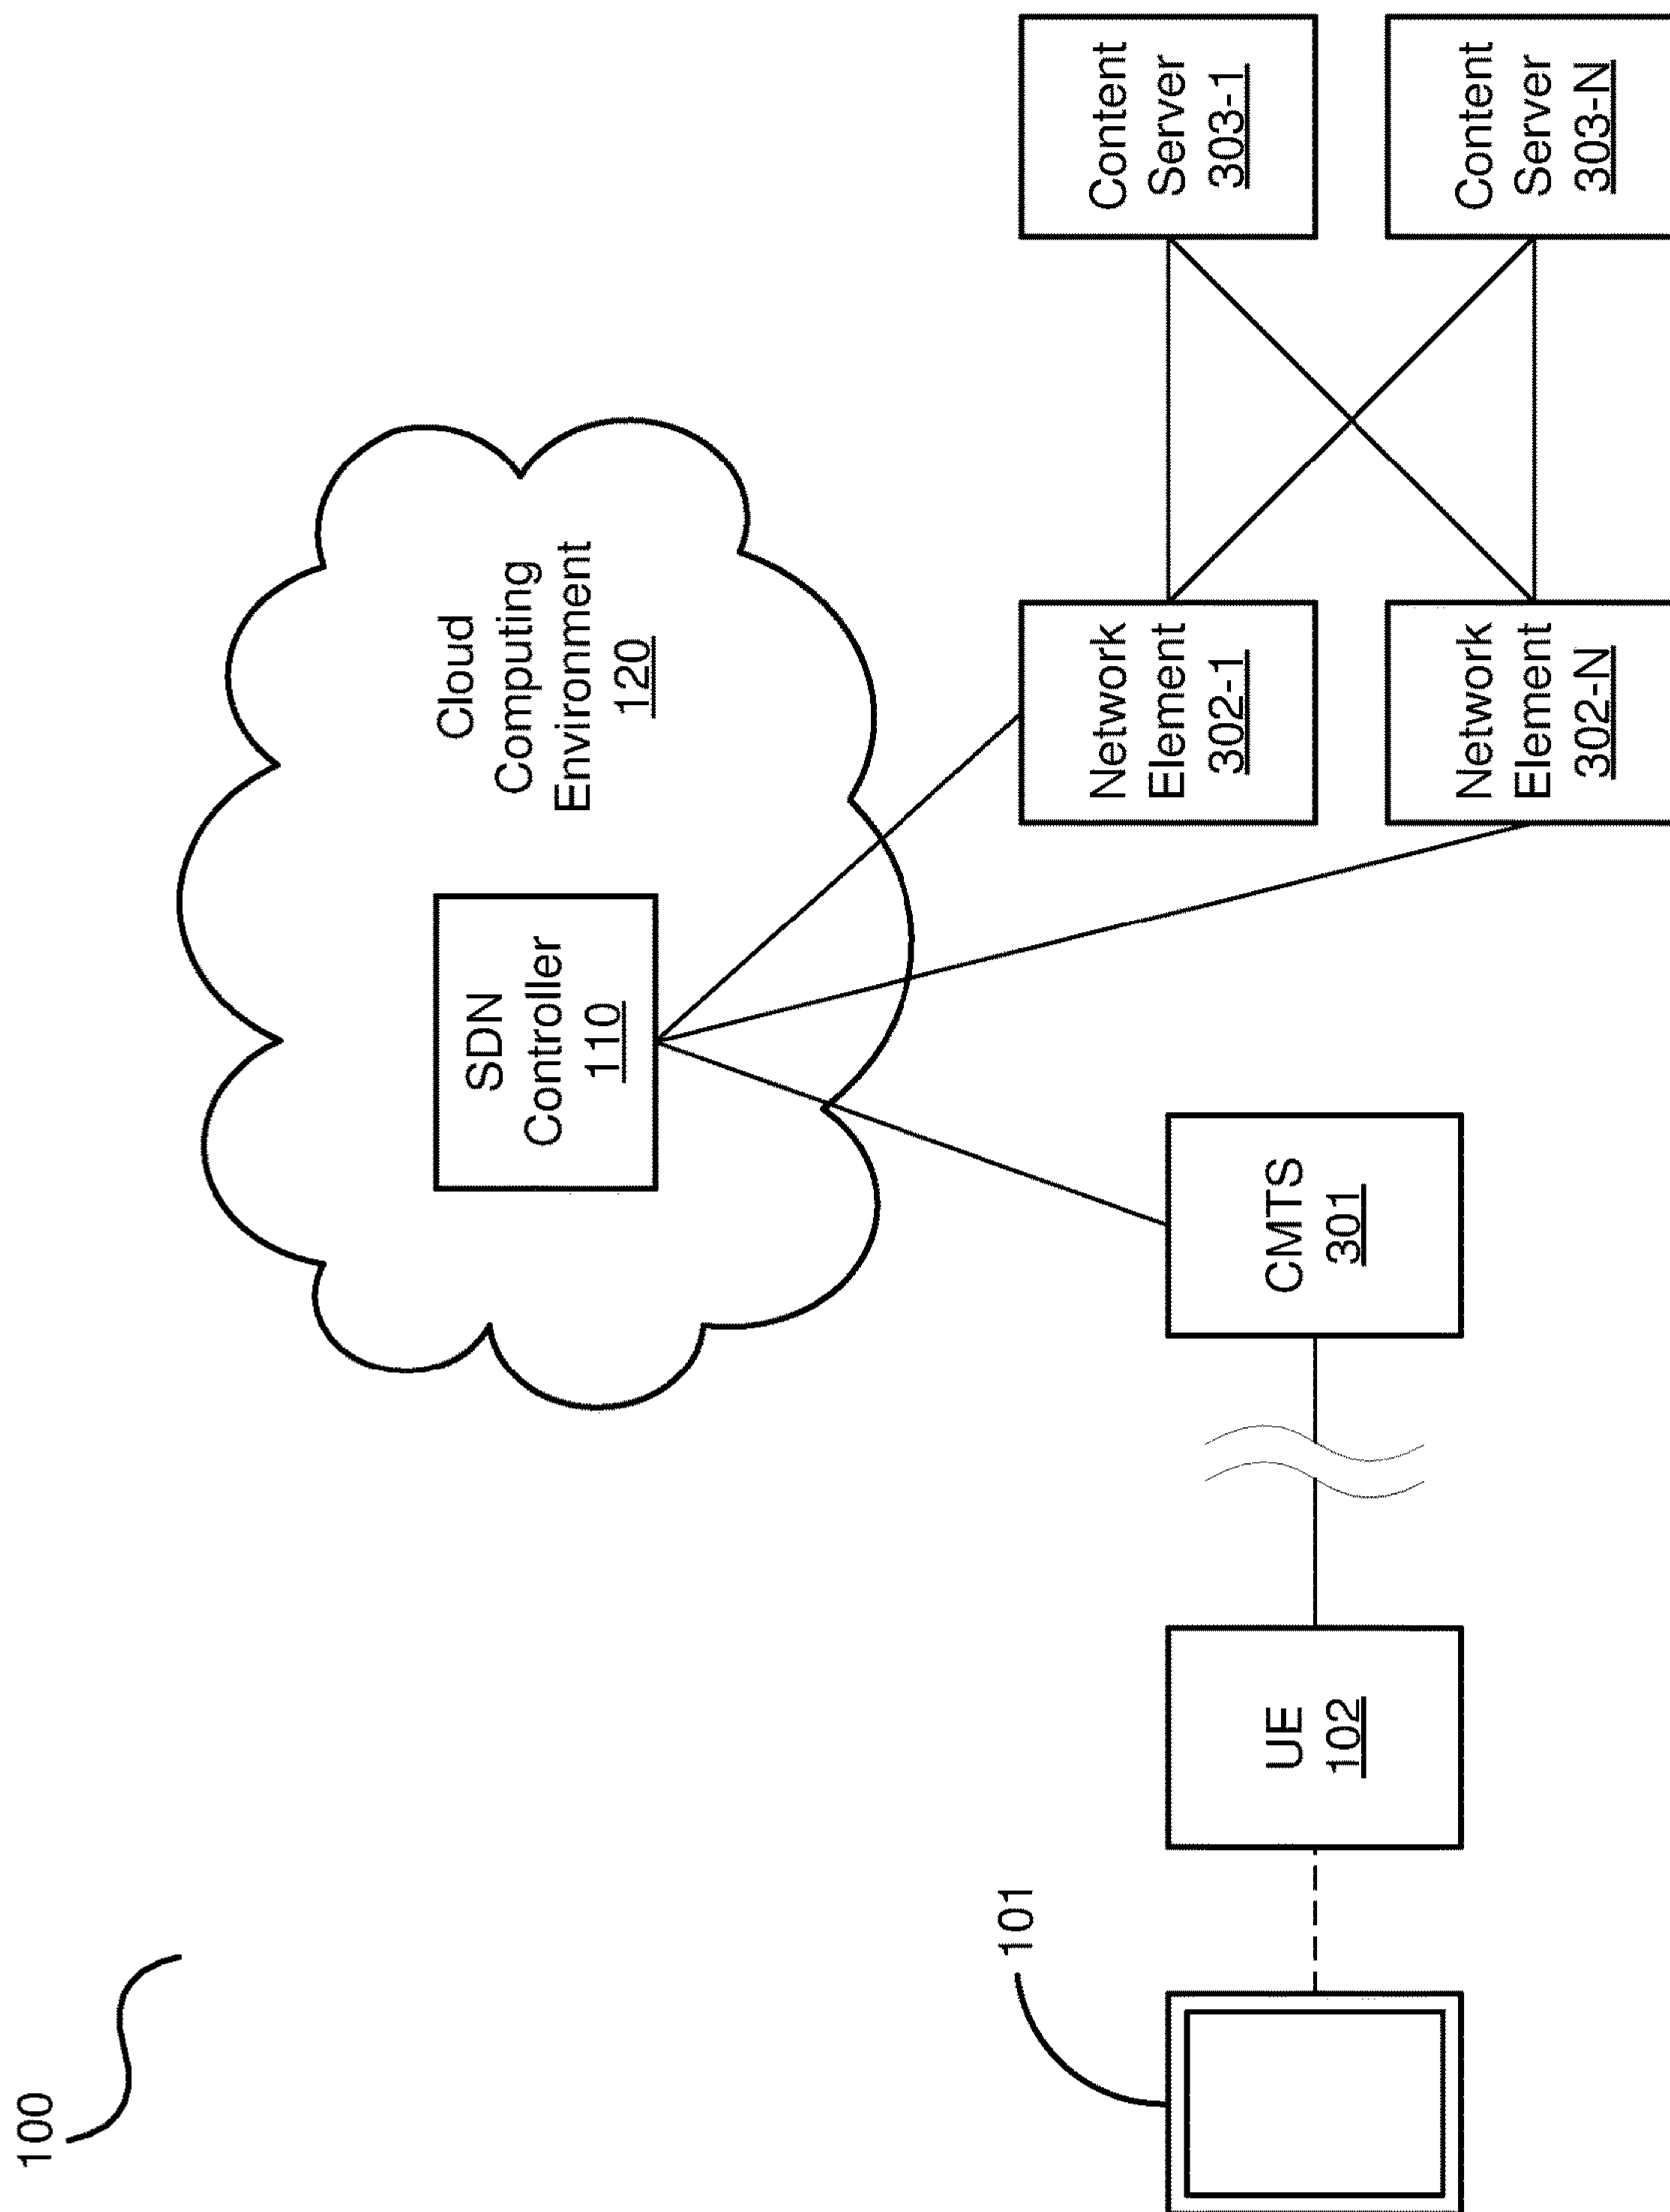 100
Cloud
Computing
Environment
120
SDN
Controller
110
101
UE
102
CMTS
301
Network
Element
302-1
Content
Server
303-1
Network
Element
302-N
Content
Server
303-N